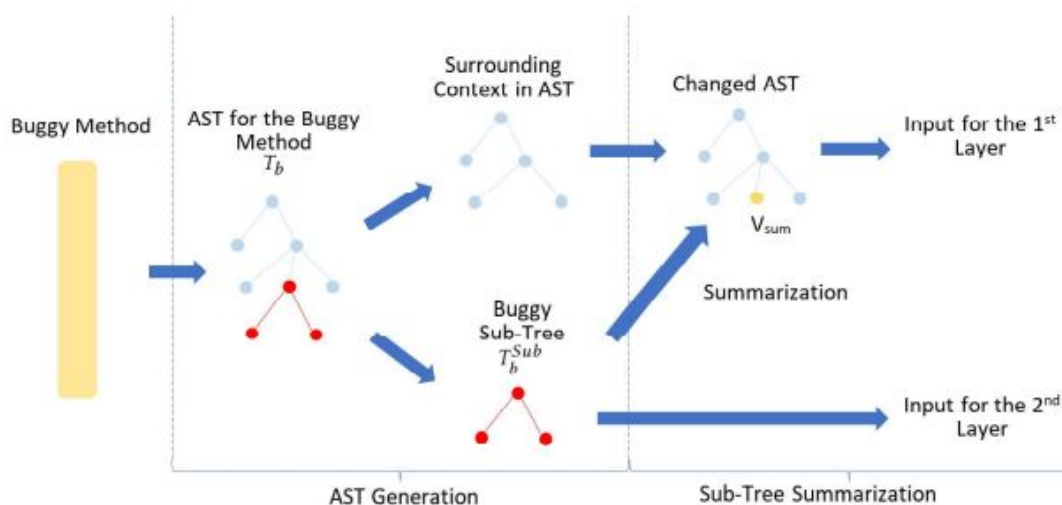 Buggy Method
AST for the Buggy
Method
T_b
Surrounding
Context in AST
Changed AST
Input for the 1st
Layer
V_sum
Summarization
Buggy
Sub-Tree
T_b^Sub
Input for the 2nd
Layer
AST Generation
Sub-Tree Summarization